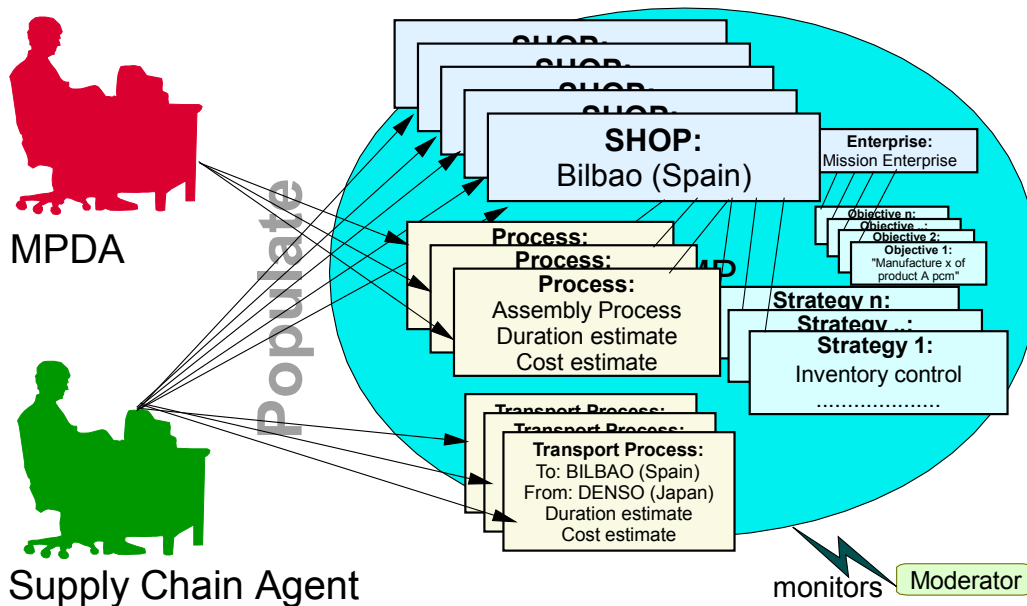 SHOP:
SHOP:
SHOP:
SHOP:
SHOP:
Bilbao (Spain)
Enterprise:
Mission Enterprise
Objective n:
Objective ..:
Objective 2:
Objective 1:
"Manufacture x of
product A pcm"
MPDA
Populate
Process:
Process:
Process:
Assembly Process
Duration estimate
Cost estimate
Strategy n:
Strategy ..:
Strategy 1:
Inventory control
....................
Transport Process:
Transport Process:
Transport Process:
To: BILBAO (Spain)
From: DENSO (Japan)
Duration estimate
Cost estimate
Supply Chain Agent
monitors
Moderator